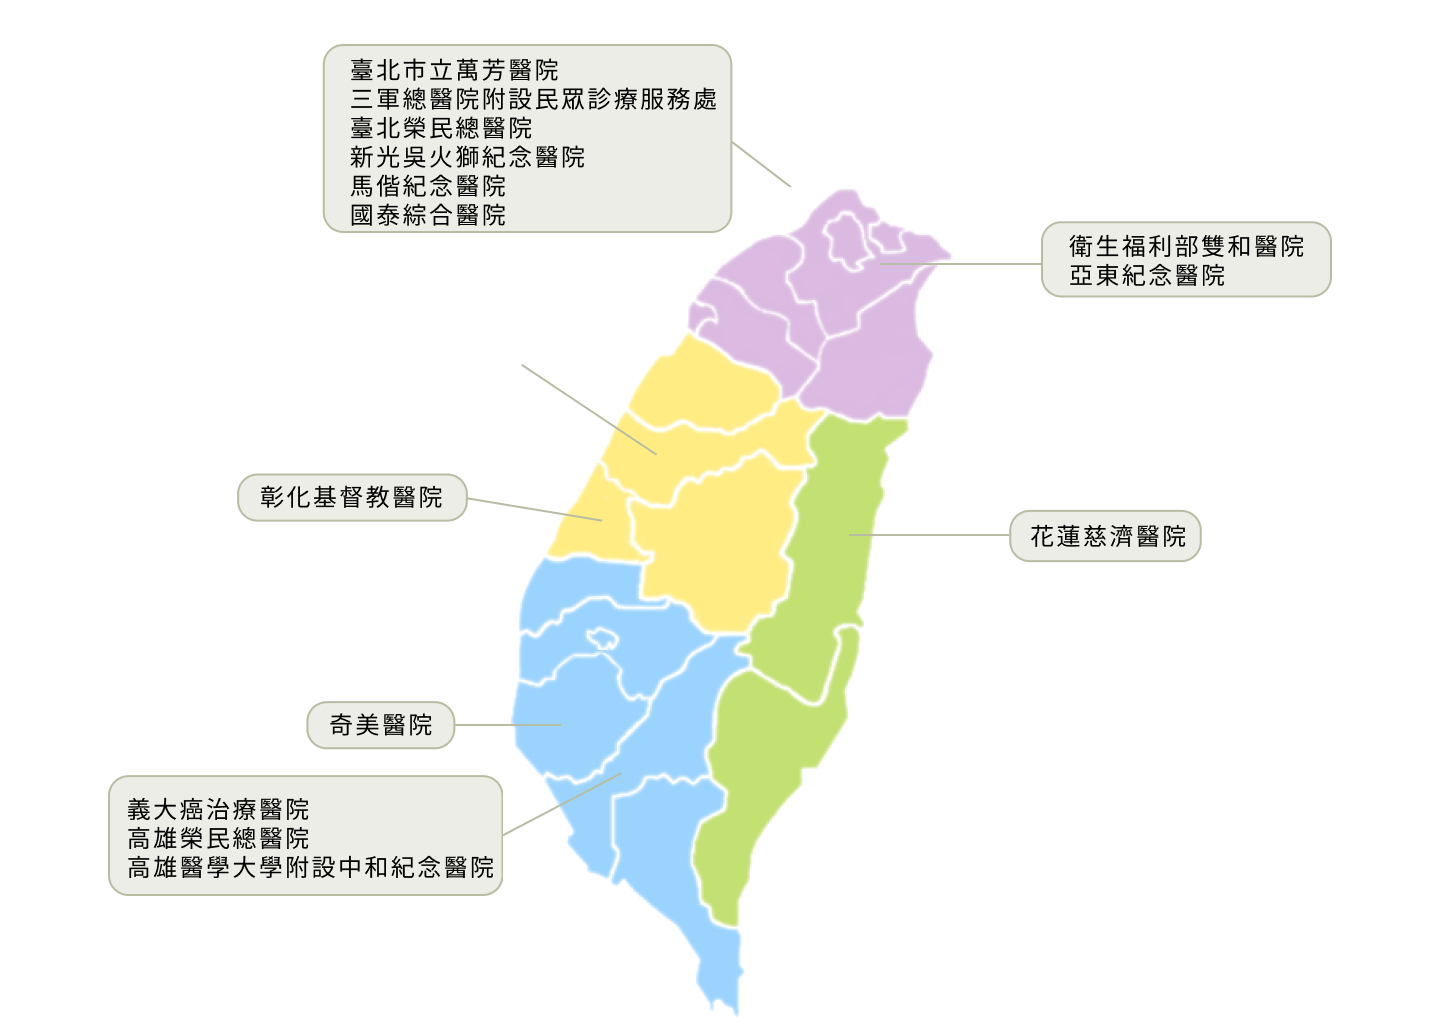 臺北市立萬芳醫院
三軍總醫院附設民眾診療服務處
臺北榮民總醫院
新光吳火獅紀念醫院
馬偕紀念醫院
國泰綜合醫院
衛生福利部雙和醫院
亞東紀念醫院
彰化基督教醫院
花蓮慈濟醫院
奇美醫院
義大癌治療醫院
高雄榮民總醫院
高雄醫學大學附設中和紀念醫院